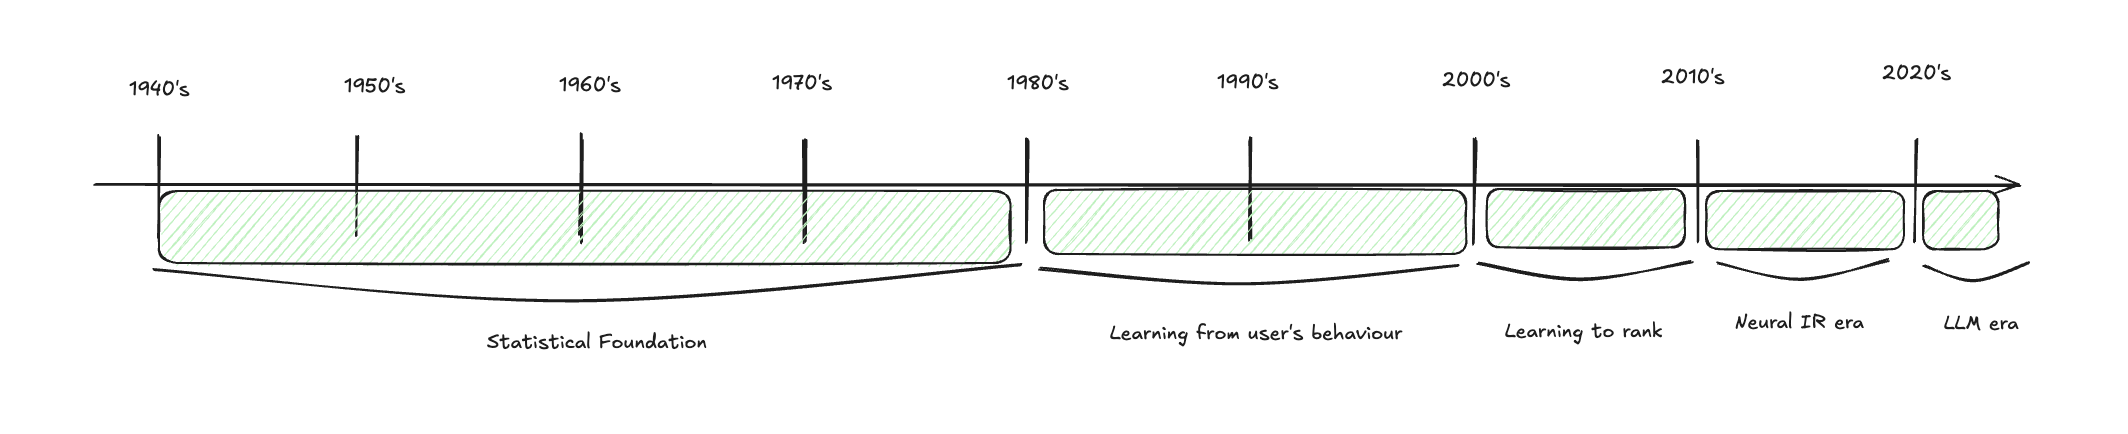 1940's
1950's
1960's
1970's
1980's
1990's
2000's
2010's
2020's
Statistical Foundation
Learning from user's behaviour
Learning to rank
Neural IR era
LLM era